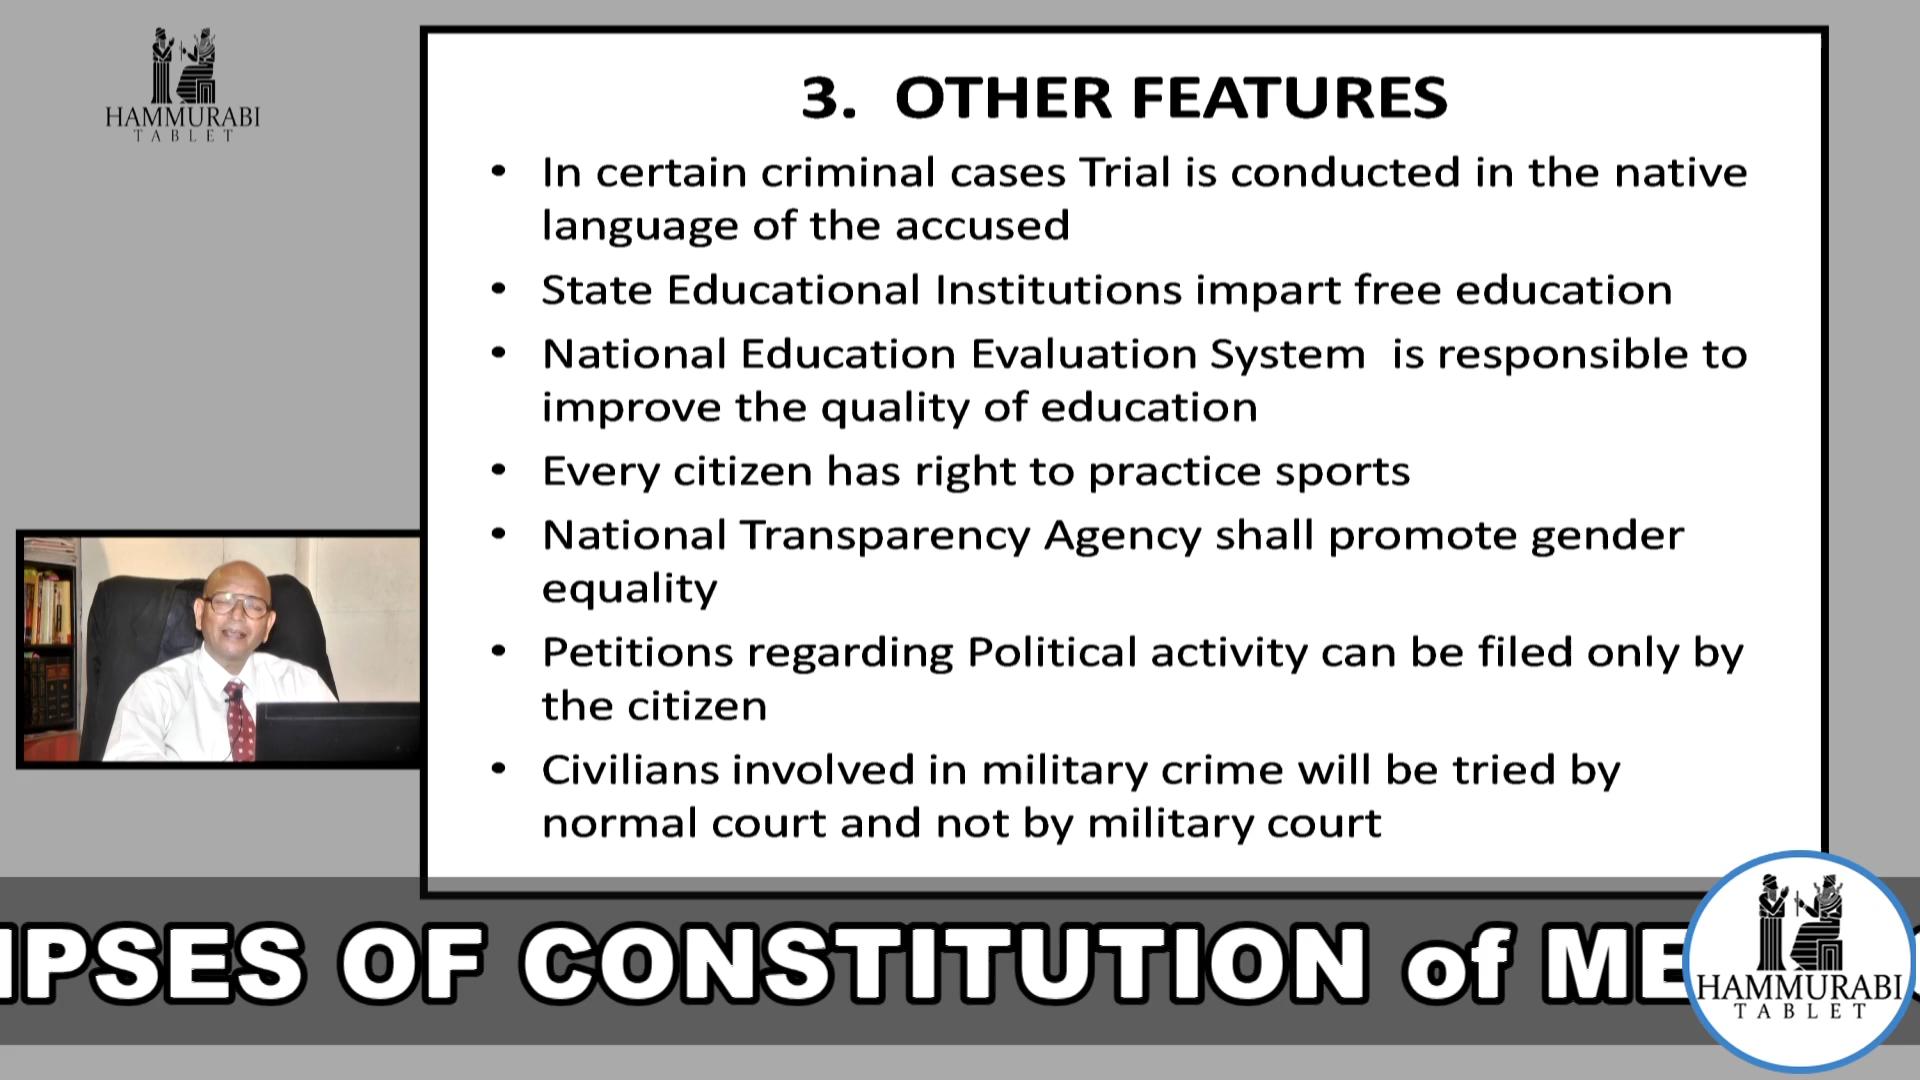 HAMMURABI
TABLET
3. OTHER FEATURES
• In certain criminal cases Trial is conducted in the native
language of the accused
• State Educational Institutions impart free education
• National Education Evaluation System is responsible to
improve the quality of education
• Every citizen has right to practice sports
• National Transparency Agency shall promote gender
equality
• Petitions regarding Political activity can be filed only by
the citizen
• Civilians involved in military crime will be tried by
normal court and not by military court
IPSES OF CONSTITUTION of ME
HAMMURABI
TABLET